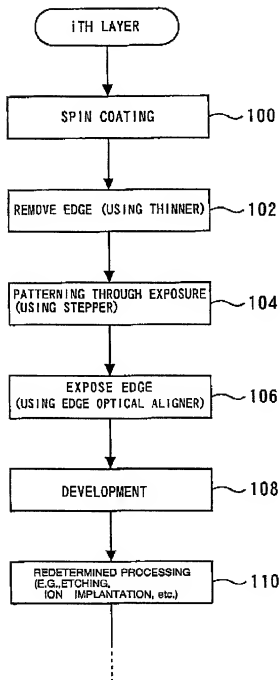 iTH LAYER
SPIN COATING
100
REMOVE EDGE (USING THINNER)
102
PATTERNING THROUGH EXPOSURE
(USING STEPPER)
104
EXPOSE EDGE
(USING EDGE OPTICAL ALIGNER)
106
DEVELOPMENT
108
REDETERMINED PROCESSING
(E.G.,ETCHING,
ION IMPLANTATION, etc.)
110